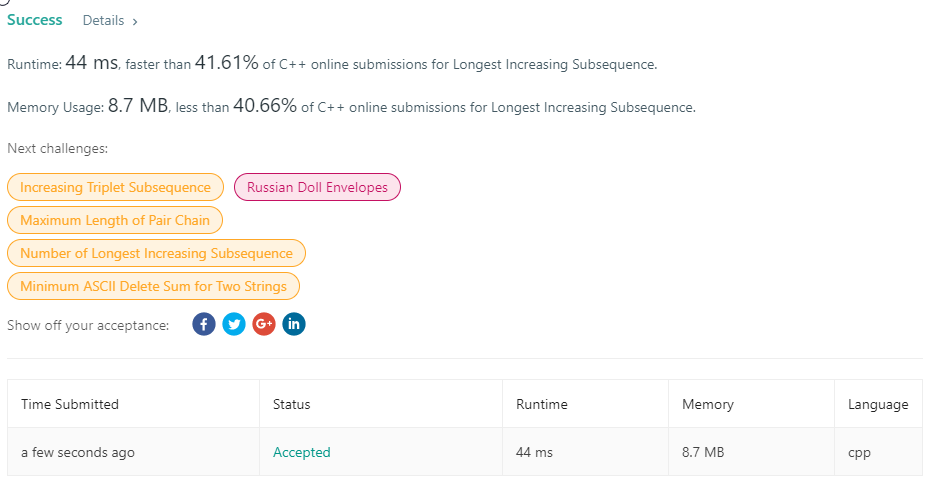 Success Details >
Runtime: 44 ms, faster than 41.61% of C++ online submissions for Longest Increasing Subsequence.
Memory Usage: 8.7 MB, less than 40.66% of C++ online submissions for Longest Increasing Subsequence.
Next challenges:
Increasing Triplet Subsequence Russian Doll Envelopes
Maximum Length of Pair Chain
Number of Longest Increasing Subsequence
Minimum ASCII Delete Sum for Two Strings
Show off your acceptance: f G+ in
Time Submitted Status Runtime Memory Language
a few seconds ago Accepted 44 ms 8.7 MB cpp